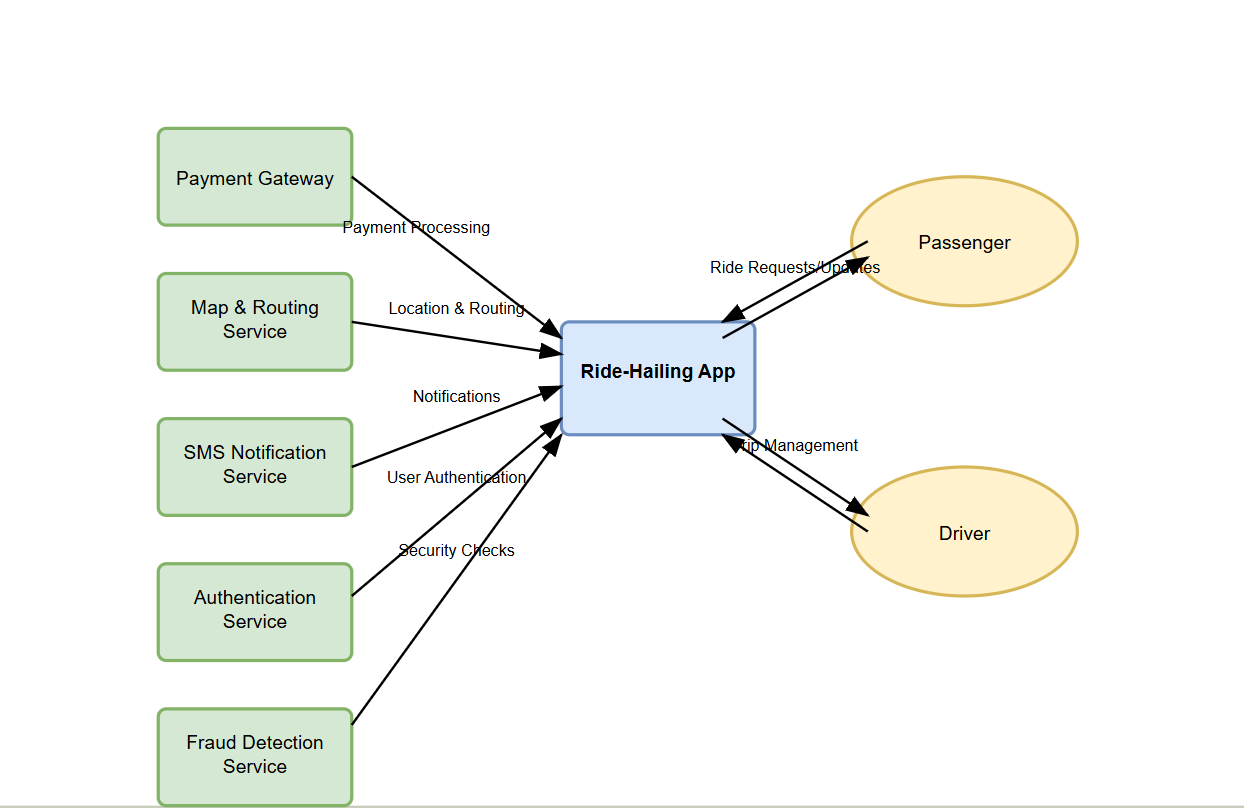 Payment Gateway
Payment Processing
Map & Routing
Service
Location & Routing
SMS Notification
Service
Notifications
Authentication
Service
User Authentication
Fraud Detection
Service
Security Checks
Ride-Hailing App
Ride Requests/Updates
Passenger
Trip Management
Driver